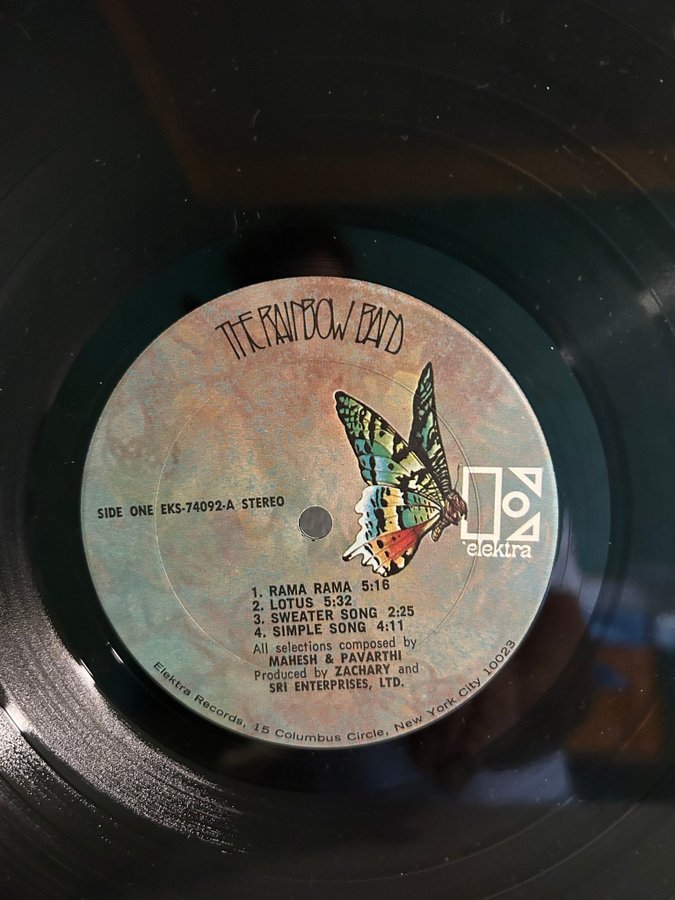 THE RAINBOW BAND
SIDE ONE EKS-74092-A STEREO
elektra
1. RAMA RAMA 5:16
2. LOTUS 5:32
3. SWEATER SONG 2:25
4. SIMPLE SONG 4:11
All selections composed by
MAHESH & PAVARTHI
Produced by ZACHARY and
SRI ENTERPRISES, LTD.
Elektra Records, 15 Columbus Circle, New York City 10023